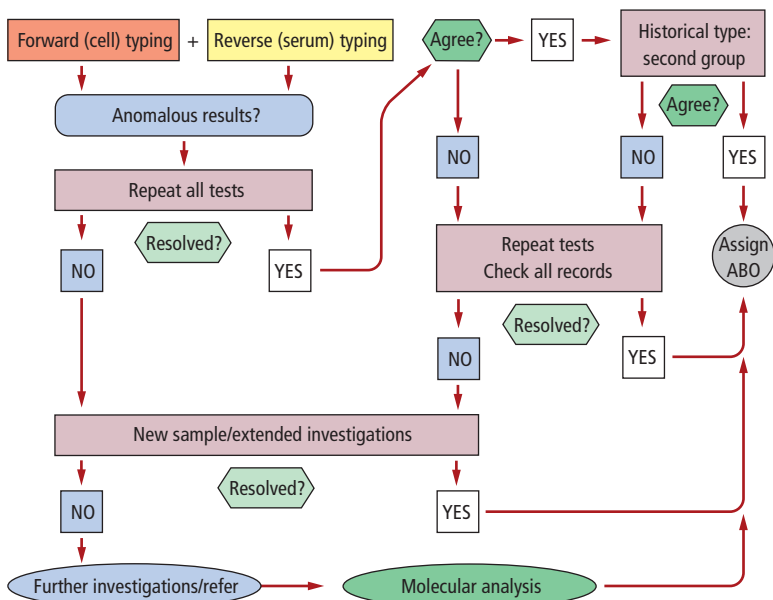 Forward (cell) typing
+
Reverse (serum) typing
Anomalous results?
Repeat all tests
Resolved?
NO
YES
Agree?
YES
Historical type:
second group
Agree?
NO
NO
YES
Repeat tests
Check all records
Assign
ABO
Resolved?
NO
YES
New sample/extended investigations
Resolved?
NO
YES
Further investigations/refer
Molecular analysis